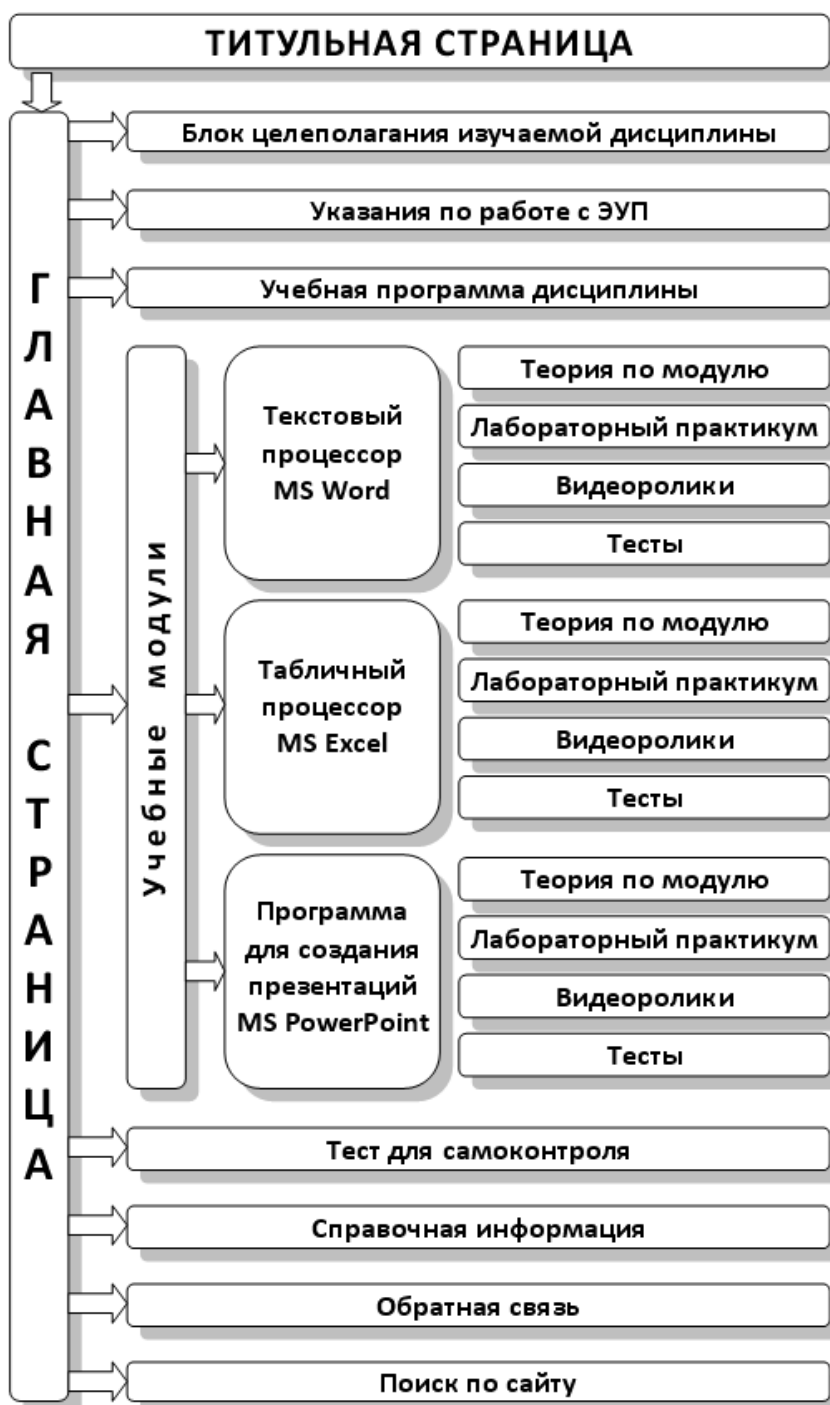 ТИТУЛЬНАЯ СТРАНИЦА
ГЛАВНАЯ СТРАНИЦА
Блок целеполагания изучаемой дисциплины
Указания по работе с ЭУП
Учебная программа дисциплины
Учебные модули
Текстовый
процессор
MS Word
Теория по модулю
Лабораторный практикум
Видеоролики
Тесты
Табличный
процессор
MS Excel
Теория по модулю
Лабораторный практикум
Видеоролики
Тесты
Программа
для создания
презентаций
MS PowerPoint
Теория по модулю
Лабораторный практикум
Видеоролики
Тесты
Тест для самоконтроля
Справочная информация
Обратная связь
Поиск по сайту